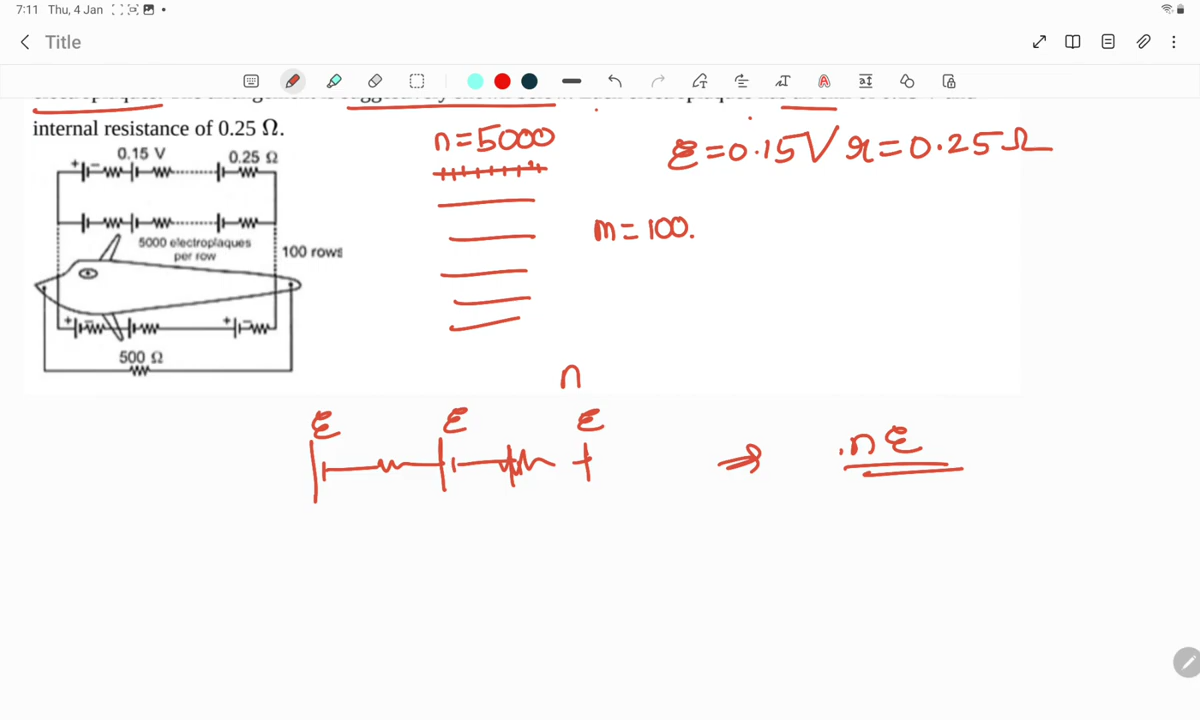 7:11 Thu, 4 Jan
Title
internal resistance of 0.25 Ω.
n=5000
ε=0.15V r=0.25Ω
0.15 V
0.25 Ω
m=100.
5000 electroplaques
per row
100 rows
500 Ω
n
ε ε ε
⇒ .nε